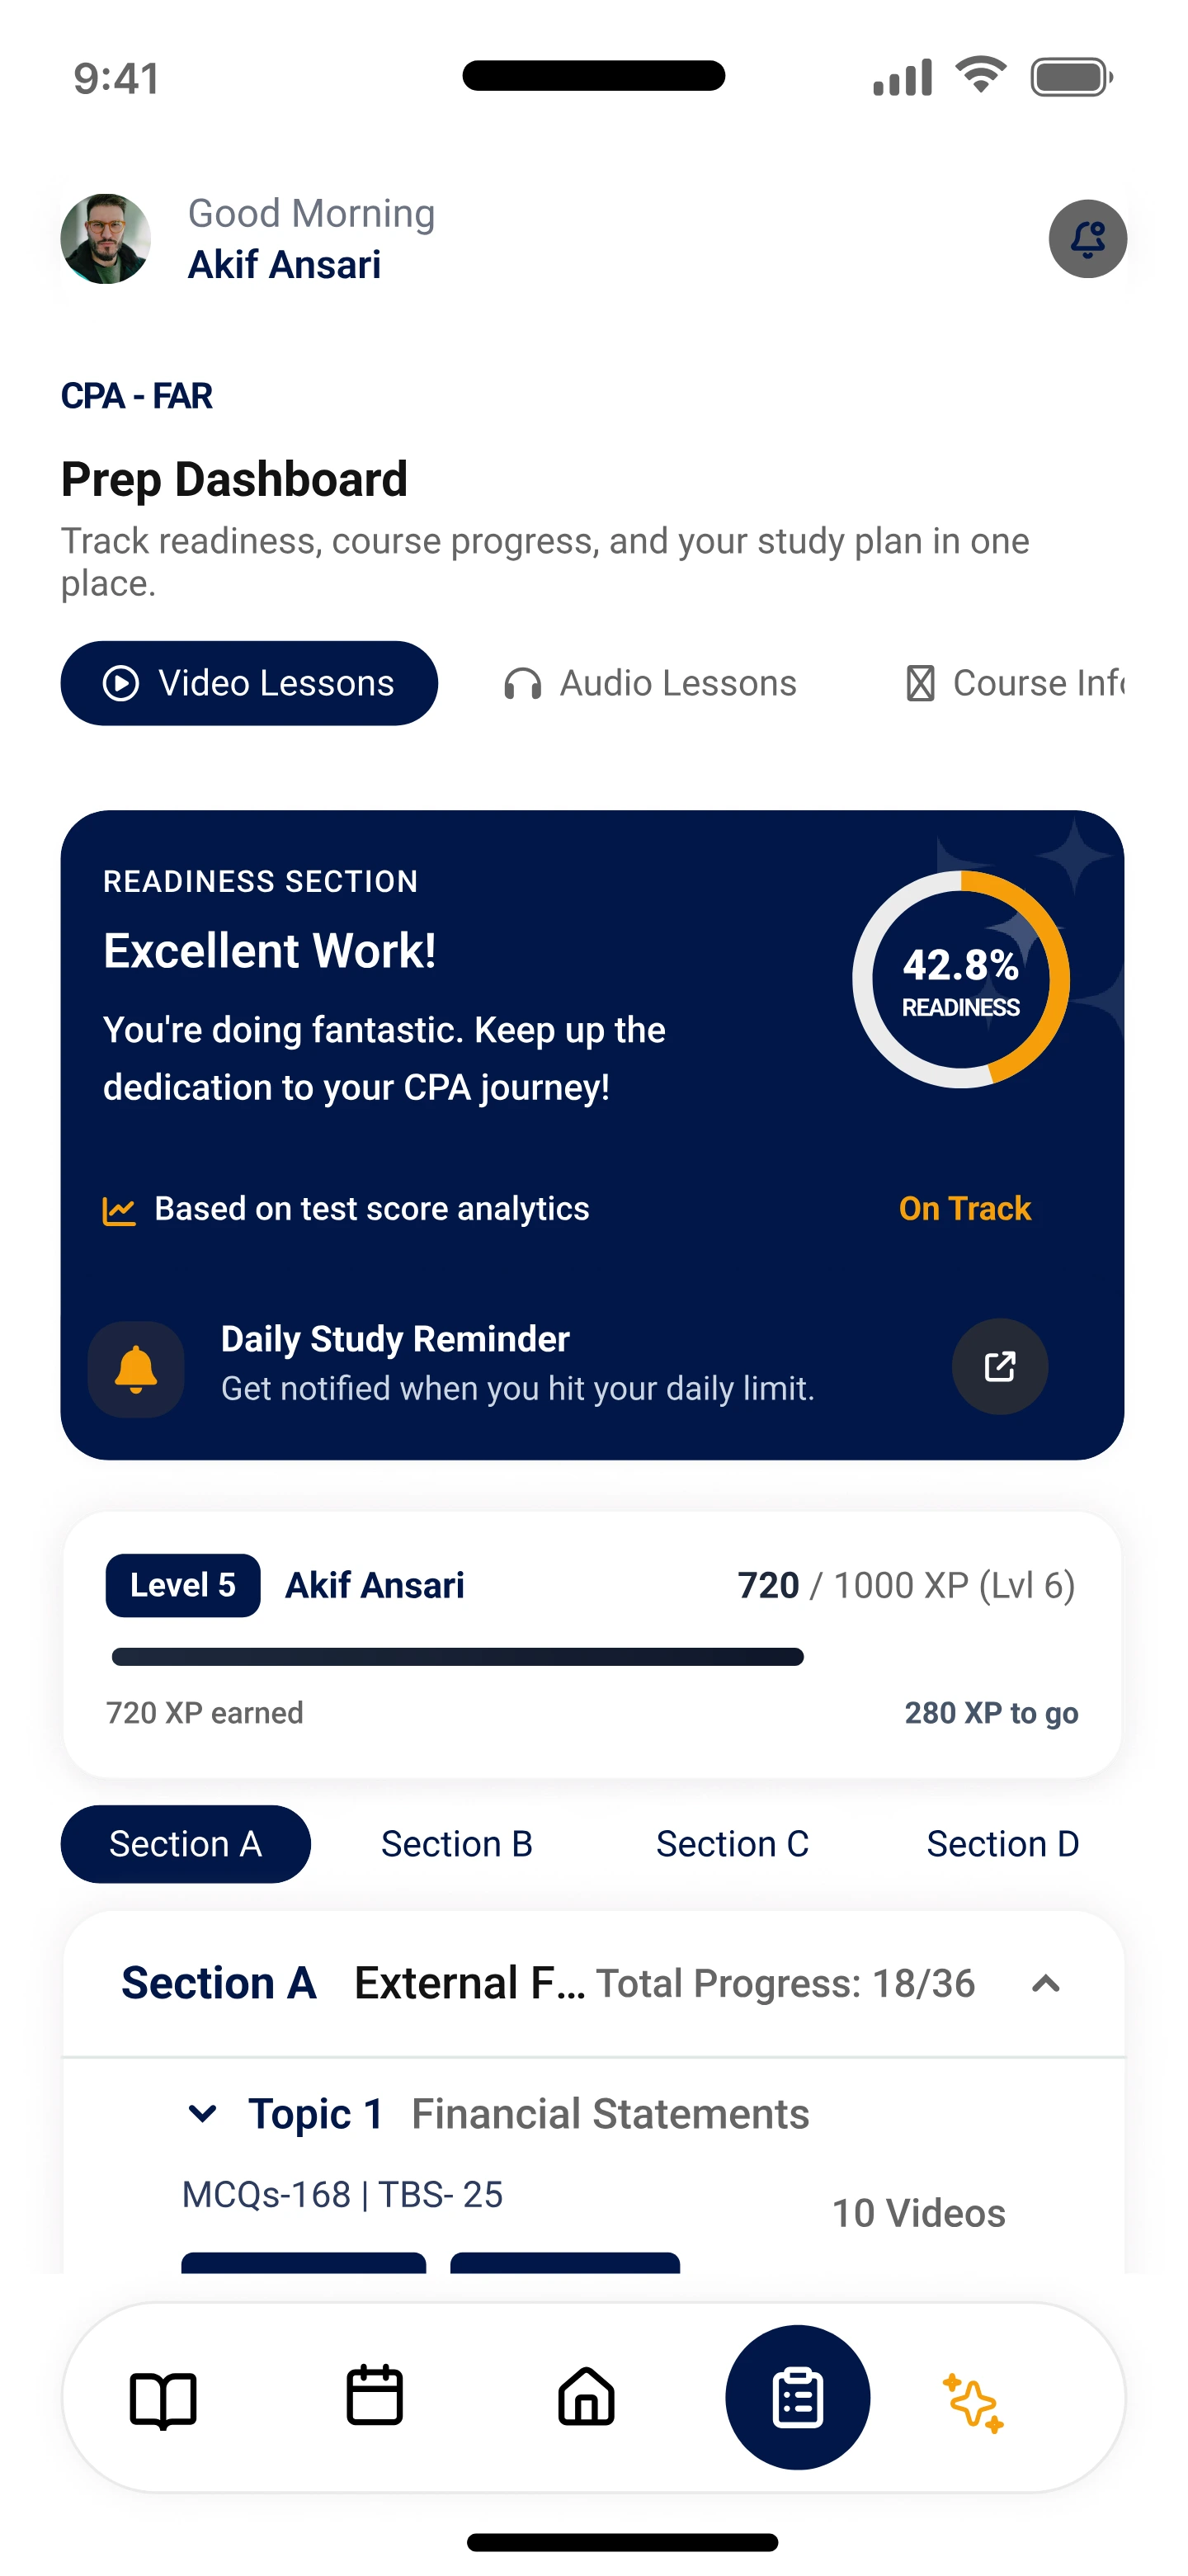 9:41
Good Morning
Akif Ansari
CPA - FAR
Prep Dashboard
Track readiness, course progress, and your study plan in one
place.
Video Lessons
Audio Lessons
Course Info
READINESS SECTION
Excellent Work!
You're doing fantastic. Keep up the
dedication to your CPA journey!
42.8%
READINESS
Based on test score analytics
On Track
Daily Study Reminder
Get notified when you hit your daily limit.
Level 5 Akif Ansari
720 / 1000 XP (Lvl 6)
720 XP earned
280 XP to go
Section A
Section B
Section C
Section D
Section A External F... Total Progress: 18/36
Topic 1 Financial Statements
MCQs-168 | TBS- 25
10 Videos